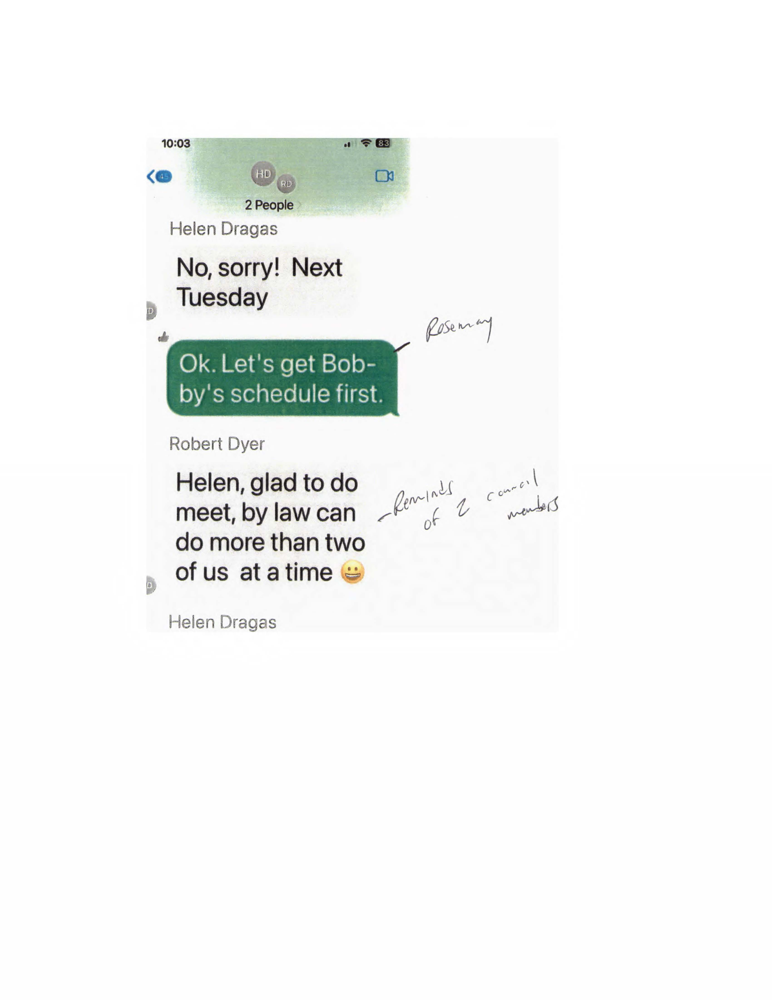 10:03 83
45 HD RD
2 People
Helen Dragas
No, sorry!  Next
Tuesday
D
Rosemary
Ok. Let's get Bob-
by's schedule first.
Robert Dyer
Helen, glad to do
meet, by law can
do more than two
of us  at a time 😀
D
- Reminds
of 2 council
members
Helen Dragas